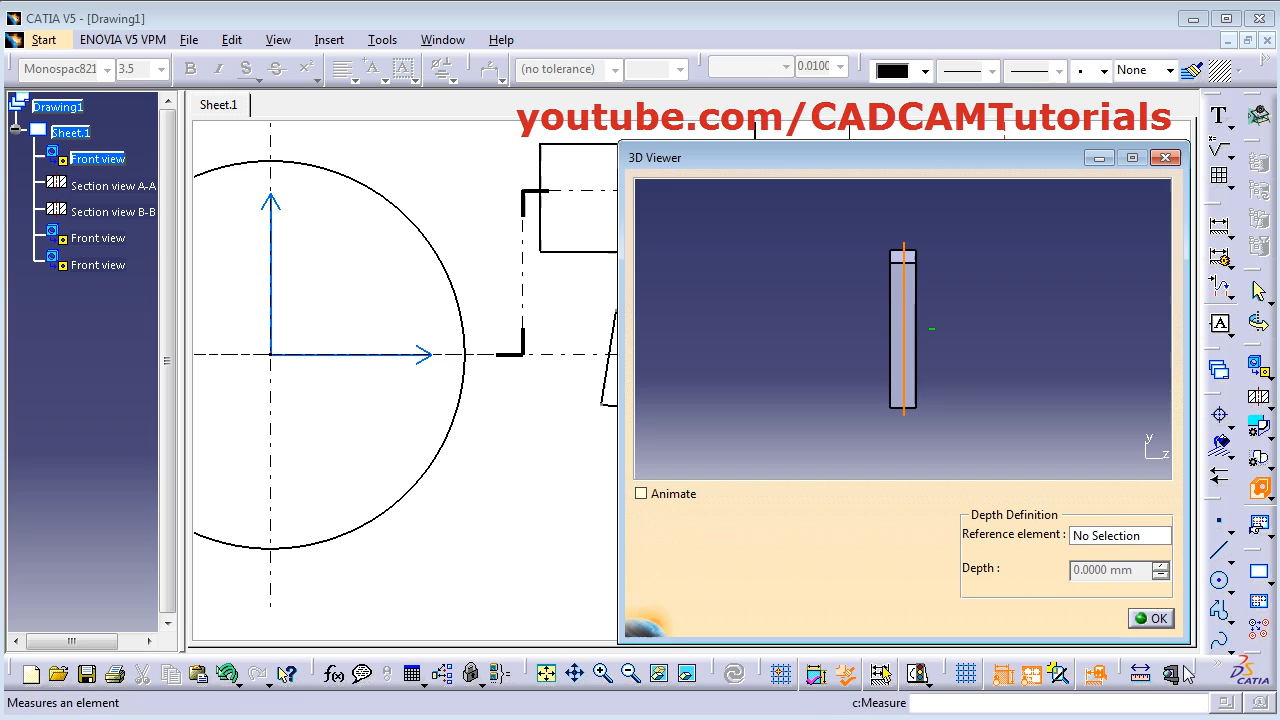 CATIA V5 - [Drawing1]
Start ENOVIA V5 VPM File Edit View Insert Tools Window Help
Monospac821 3.5 B I S S (no tolerance) 0.0100 None
Drawing1
Sheet.1
Front view
Section view A-A
Section view B-B
Front view
Front view
Sheet.1
youtube.com/CADCAMTutorials
3D Viewer
y
z
Animate
Depth Definition
Reference element : No Selection
Depth : 0.0000 mm
OK
CATIA
Measures an element c:Measure